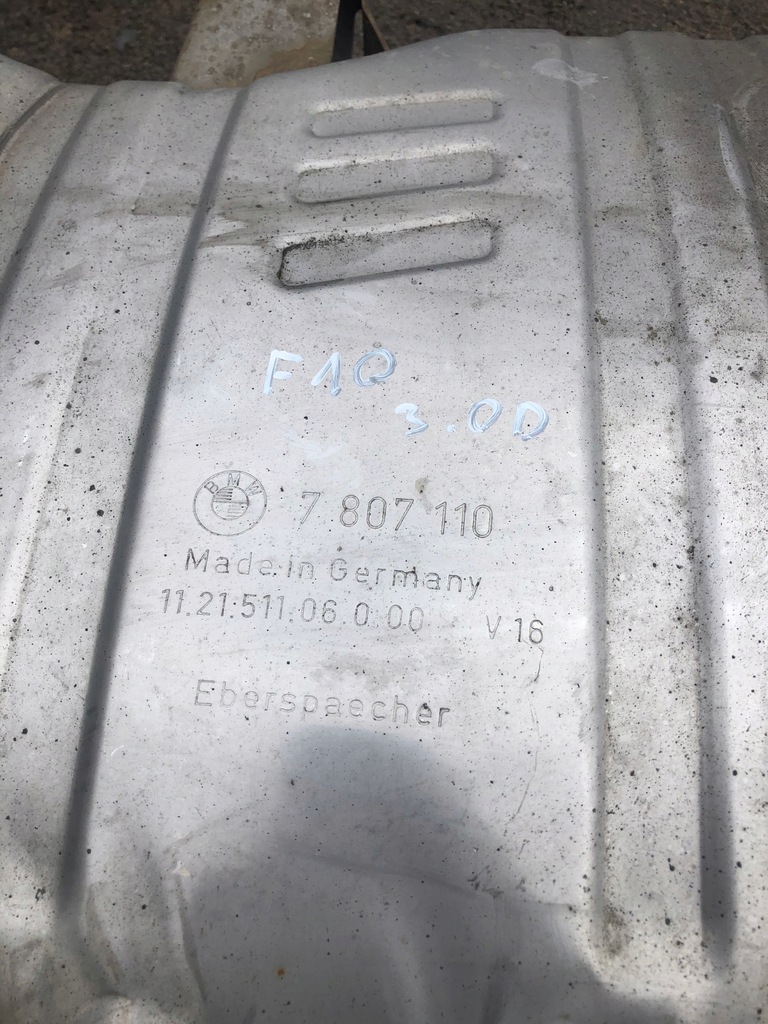 F10
3.0D
BMW 7 807 110
Made in Germany
11.21.511.06.0.00 V 16
Eberspaecher